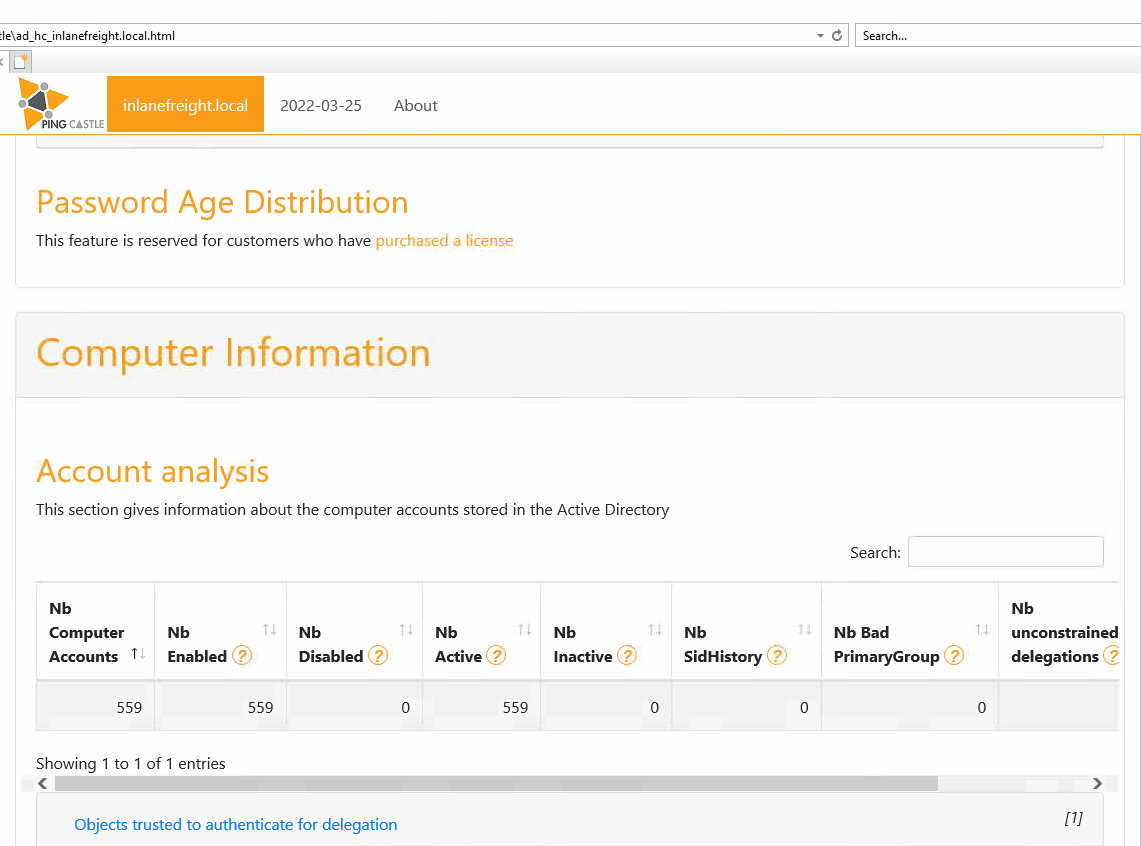 tle\ad_hc_inlanefreight.local.html
Search...
PING CASTLE
inlanefreight.local 2022-03-25 About
Password Age Distribution
This feature is reserved for customers who have purchased a license
Computer Information
Account analysis
This section gives information about the computer accounts stored in the Active Directory
Search:
Nb Computer Accounts ↑↓
Nb Enabled ? ↑↓
Nb Disabled ? ↑↓
Nb Active ? ↑↓
Nb Inactive ? ↑↓
Nb SidHistory ? ↑↓
Nb Bad PrimaryGroup ? ↑↓
Nb unconstrained delegations ?
559 559 0 559 0 0 0
Showing 1 to 1 of 1 entries
Objects trusted to authenticate for delegation [1]